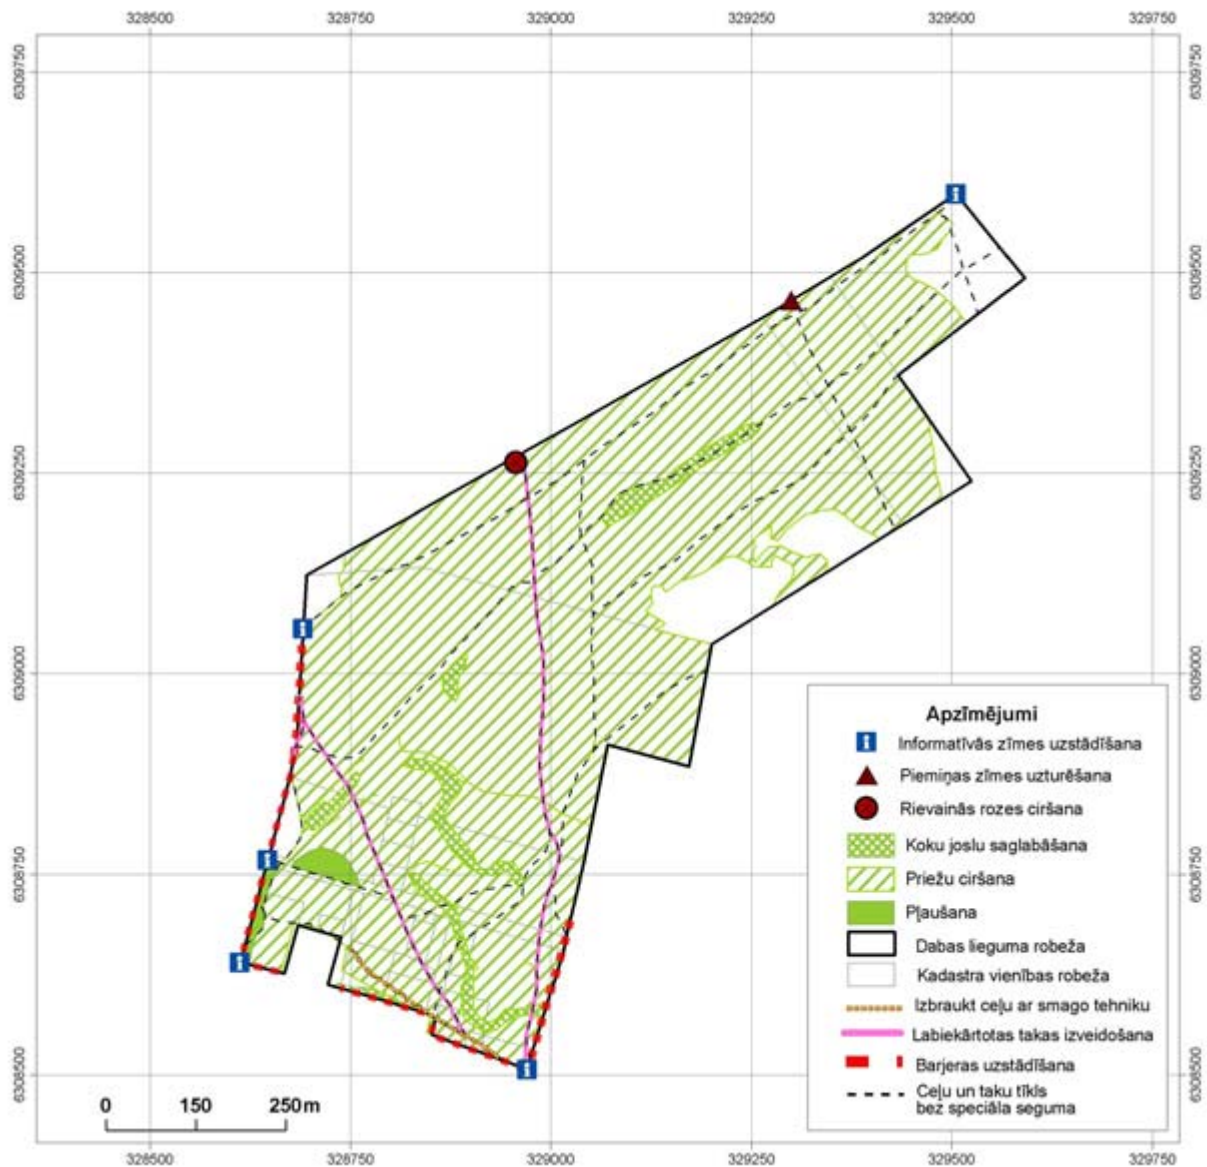 328500 328750 329000 329250 329500 329750
6309750 6309750
6309500 6309500
6309250 6309250
6309000 6309000
Apzīmējumi
Informatīvās zīmes uzstādīšana
Piemiņas zīmes uzturēšana
Rievainās rozes ciršana
Koku joslu saglabāšana
6308750 6308750
Priežu ciršana
Pļaušana
Dabas lieguma robeža
Kadastra vienības robeža
Izbraukt ceļu ar smago tehniku
Labiekārtotas takas izveidošana
Barjeras uzstādīšana
6308500 6308500
Ceļu un taku tīkls
bez speciāla seguma
0 150 250 m
328500 328750 329000 329250 329500 329750